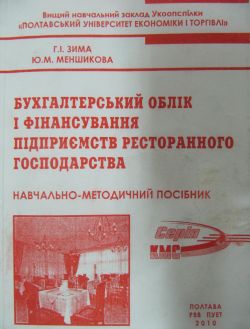 Вищий навчальний заклад Укоопспілки
«ПОЛТАВСЬКИЙ УНІВЕРСИТЕТ ЕКОНОМІКИ І ТОРГІВЛІ»
Г.І. ЗИМА
Ю.М. МЕНШИКОВА
БУХГАЛТЕРСЬКИЙ ОБЛІК
І ФІНАНСУВАННЯ
ПІДПРИЄМСТВ РЕСТОРАННОГО
ГОСПОДАРСТВА
НАВЧАЛЬНО-МЕТОДИЧНИЙ ПОСІБНИК
Серія
КМС
ПОЛТАВА
РВВ ПУЕТ
2010